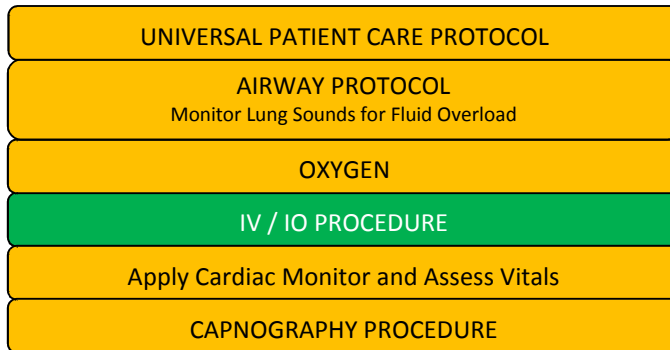 UNIVERSAL PATIENT CARE PROTOCOL
AIRWAY PROTOCOL
Monitor Lung Sounds for Fluid Overload
OXYGEN
IV / IO PROCEDURE
Apply Cardiac Monitor and Assess Vitals
CAPNOGRAPHY PROCEDURE